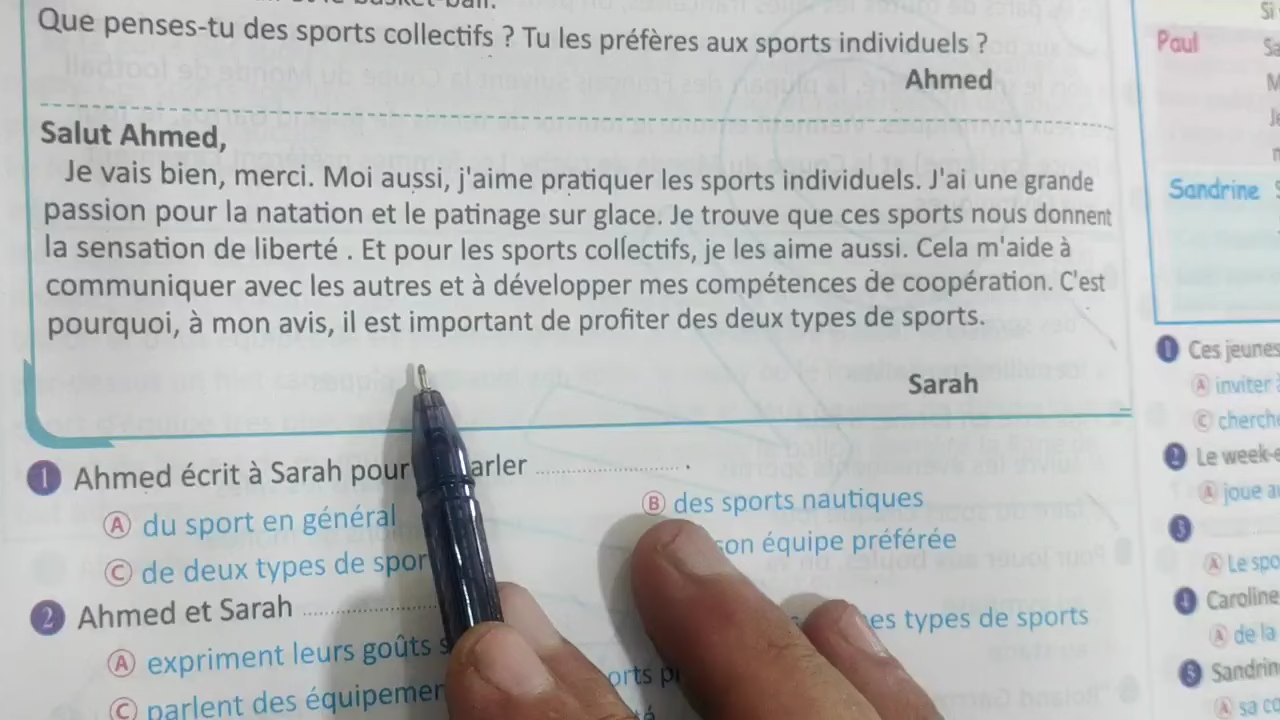 Que penses-tu des sports collectifs ? Tu les préfères aux sports individuels ?
Ahmed
Salut Ahmed,
Je vais bien, merci. Moi aussi, j'aime pratiquer les sports individuels. J'ai une grande
passion pour la natation et le patinage sur glace. Je trouve que ces sports nous donnent
la sensation de liberté . Et pour les sports collectifs, je les aime aussi. Cela m'aide à
communiquer avec les autres et à développer mes compétences de coopération. C'est
pourquoi, à mon avis, il est important de profiter des deux types de sports.
Sarah
1 Ahmed écrit à Sarah pour arler ...................... .
A du sport en général
B des sports nautiques
C de deux types de spor
son équipe préférée
2 Ahmed et Sarah ......................
A expriment leurs goûts s
es types de sports
C parlent des équipemen
orts
Si
Paul
Sa
M
Je
Sandrine S
1 Ces jeunes
A inviter à
C cherche
2 Le week-e
A joue au
3
A Le spo
4 Caroline
A de la
5 Sandrin
A sa co